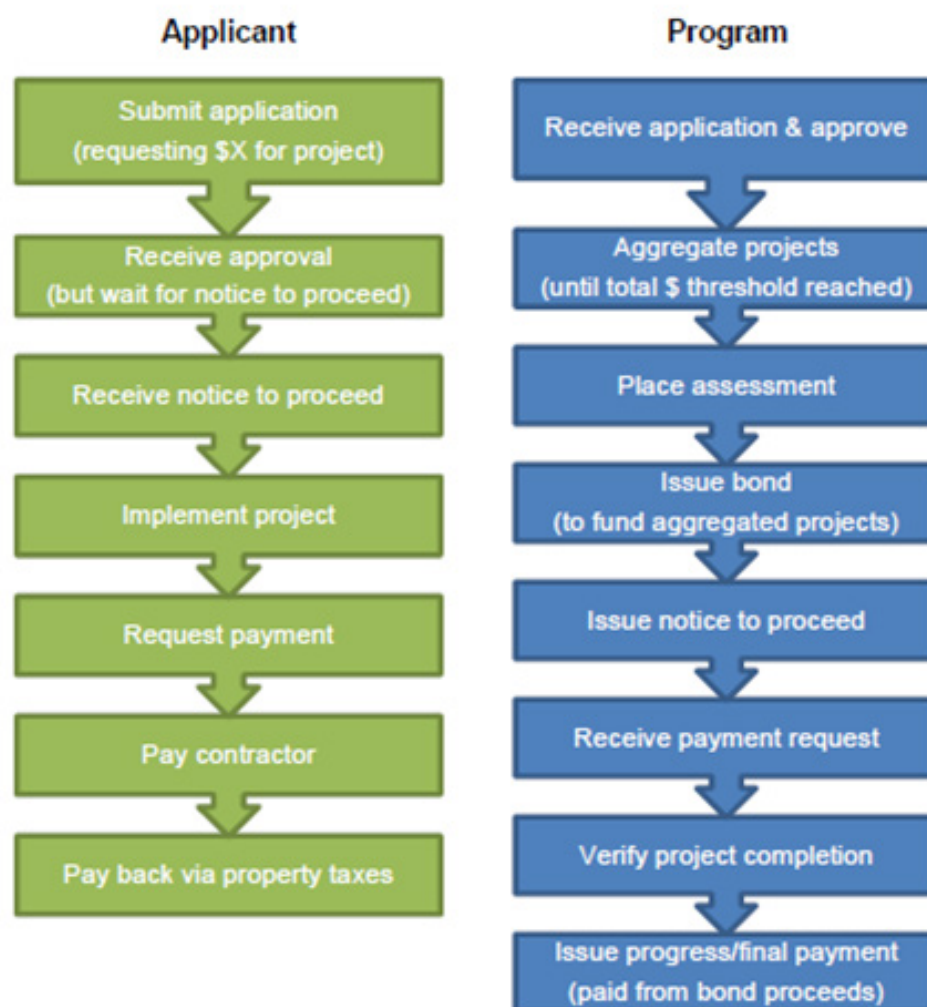 Applicant
Submit application
(requesting $X for project)
Receive approval
(but wait for notice to proceed)
Receive notice to proceed
Implement project
Request payment
Pay contractor
Pay back via property taxes
Program
Receive application & approve
Aggregate projects
(until total $ threshold reached)
Place assessment
Issue bond
(to fund aggregated projects)
Issue notice to proceed
Receive payment request
Verify project completion
Issue progress/final payment
(paid from bond proceeds)